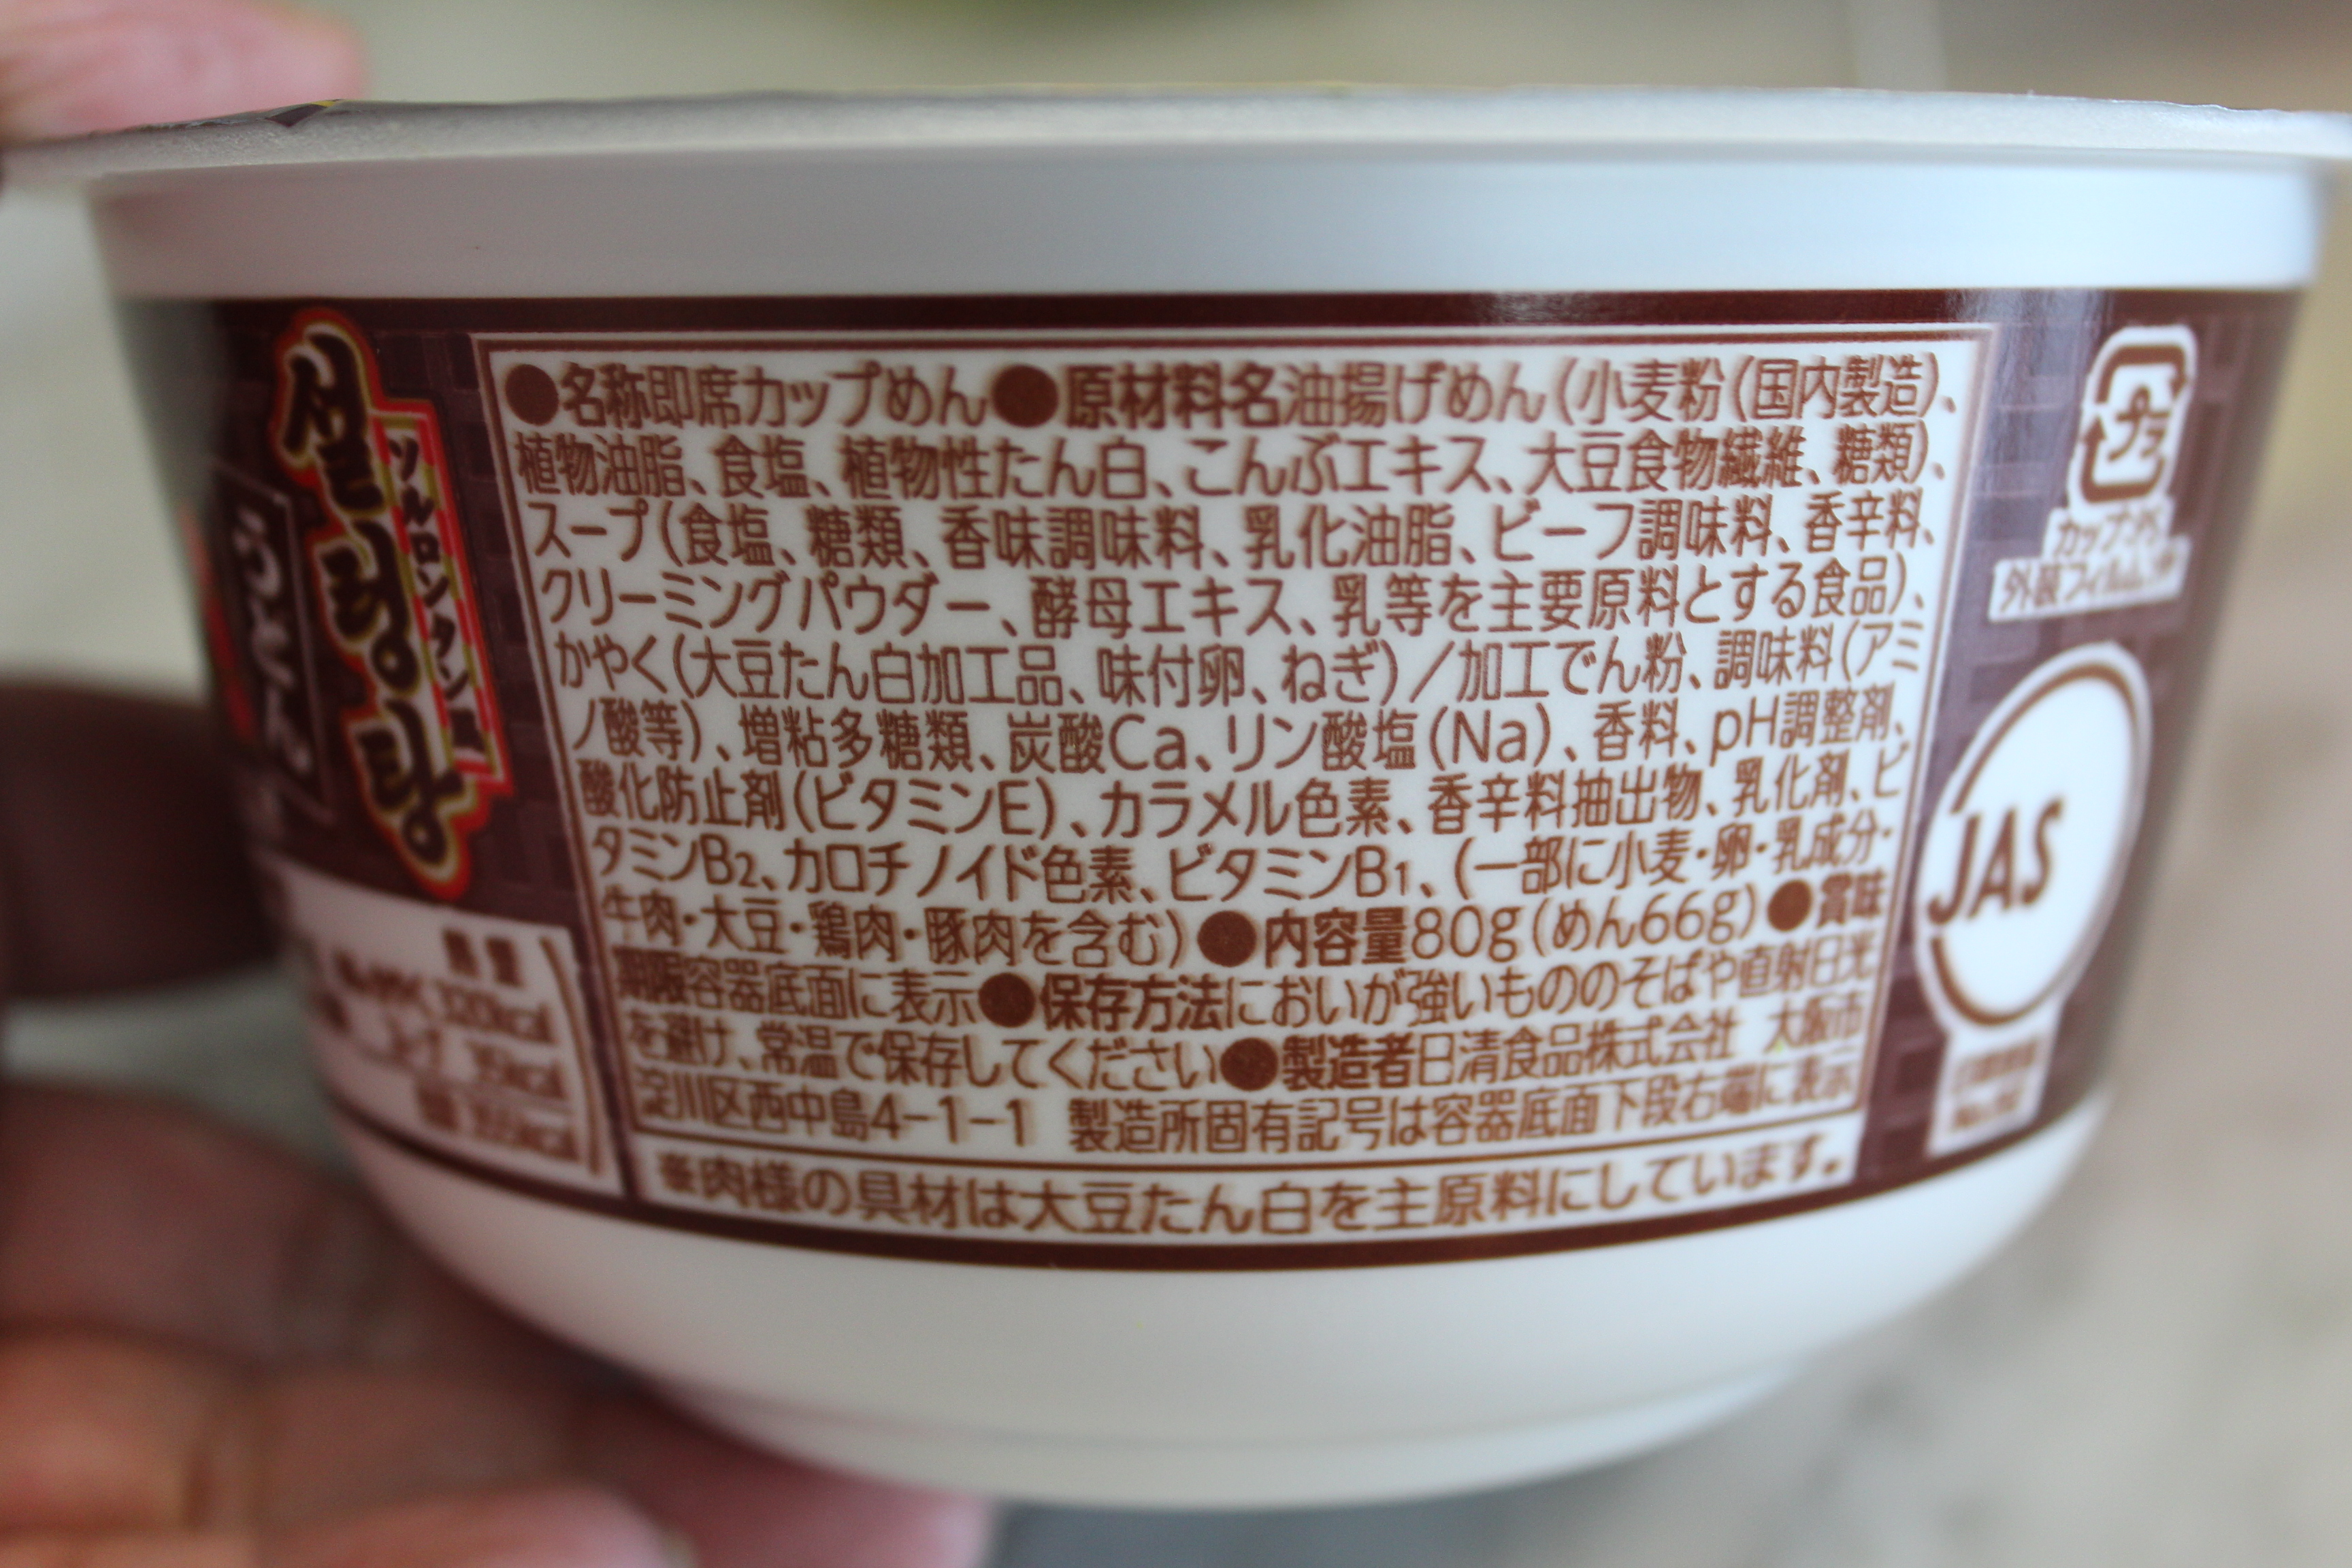 설렁탕
ソルロンタン風
うどん
●名称即席カップめん●原材料名油揚げめん(小麦粉(国内製造)、
植物油脂、食塩、植物性たん白、こんぶエキス、大豆食物繊維、糖類)、
スープ(食塩、糖類、香味調味料、乳化油脂、ビーフ調味料、香辛料、
クリーミングパウダー、酵母エキス、乳等を主要原料とする食品)、
かやく(大豆たん白加工品、味付卵、ねぎ)/加工でん粉、調味料(アミ
ノ酸等)、増粘多糖類、炭酸Ca、リン酸塩(Na)、香料、pH調整剤、
酸化防止剤(ビタミンE)、カラメル色素、香辛料抽出物、乳化剤、ビ
タミンB2、カロチノイド色素、ビタミンB1、(一部に小麦・卵・乳成分・
牛肉・大豆・鶏肉・豚肉を含む)●内容量80g(めん66g)●賞味
期限容器底面に表示●保存方法においが強いもののそばや直射日光
を避け、常温で保存してください●製造者日清食品株式会社 大阪市
淀川区西中島4-1-1 製造所固有記号は容器底面下段右端に表示
※肉様の具材は大豆たん白を主原料にしています。
プラ
カップ・ふた
外装フィルム・
JAS